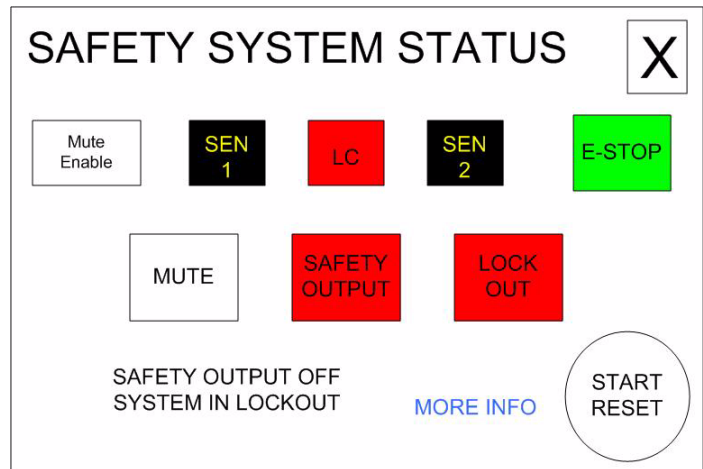 SAFETY SYSTEM STATUS
X
Mute
Enable
SEN
1
LC
SEN
2
E-STOP
MUTE
SAFETY
OUTPUT
LOCK
OUT
SAFETY OUTPUT OFF
SYSTEM IN LOCKOUT
MORE INFO
START
RESET